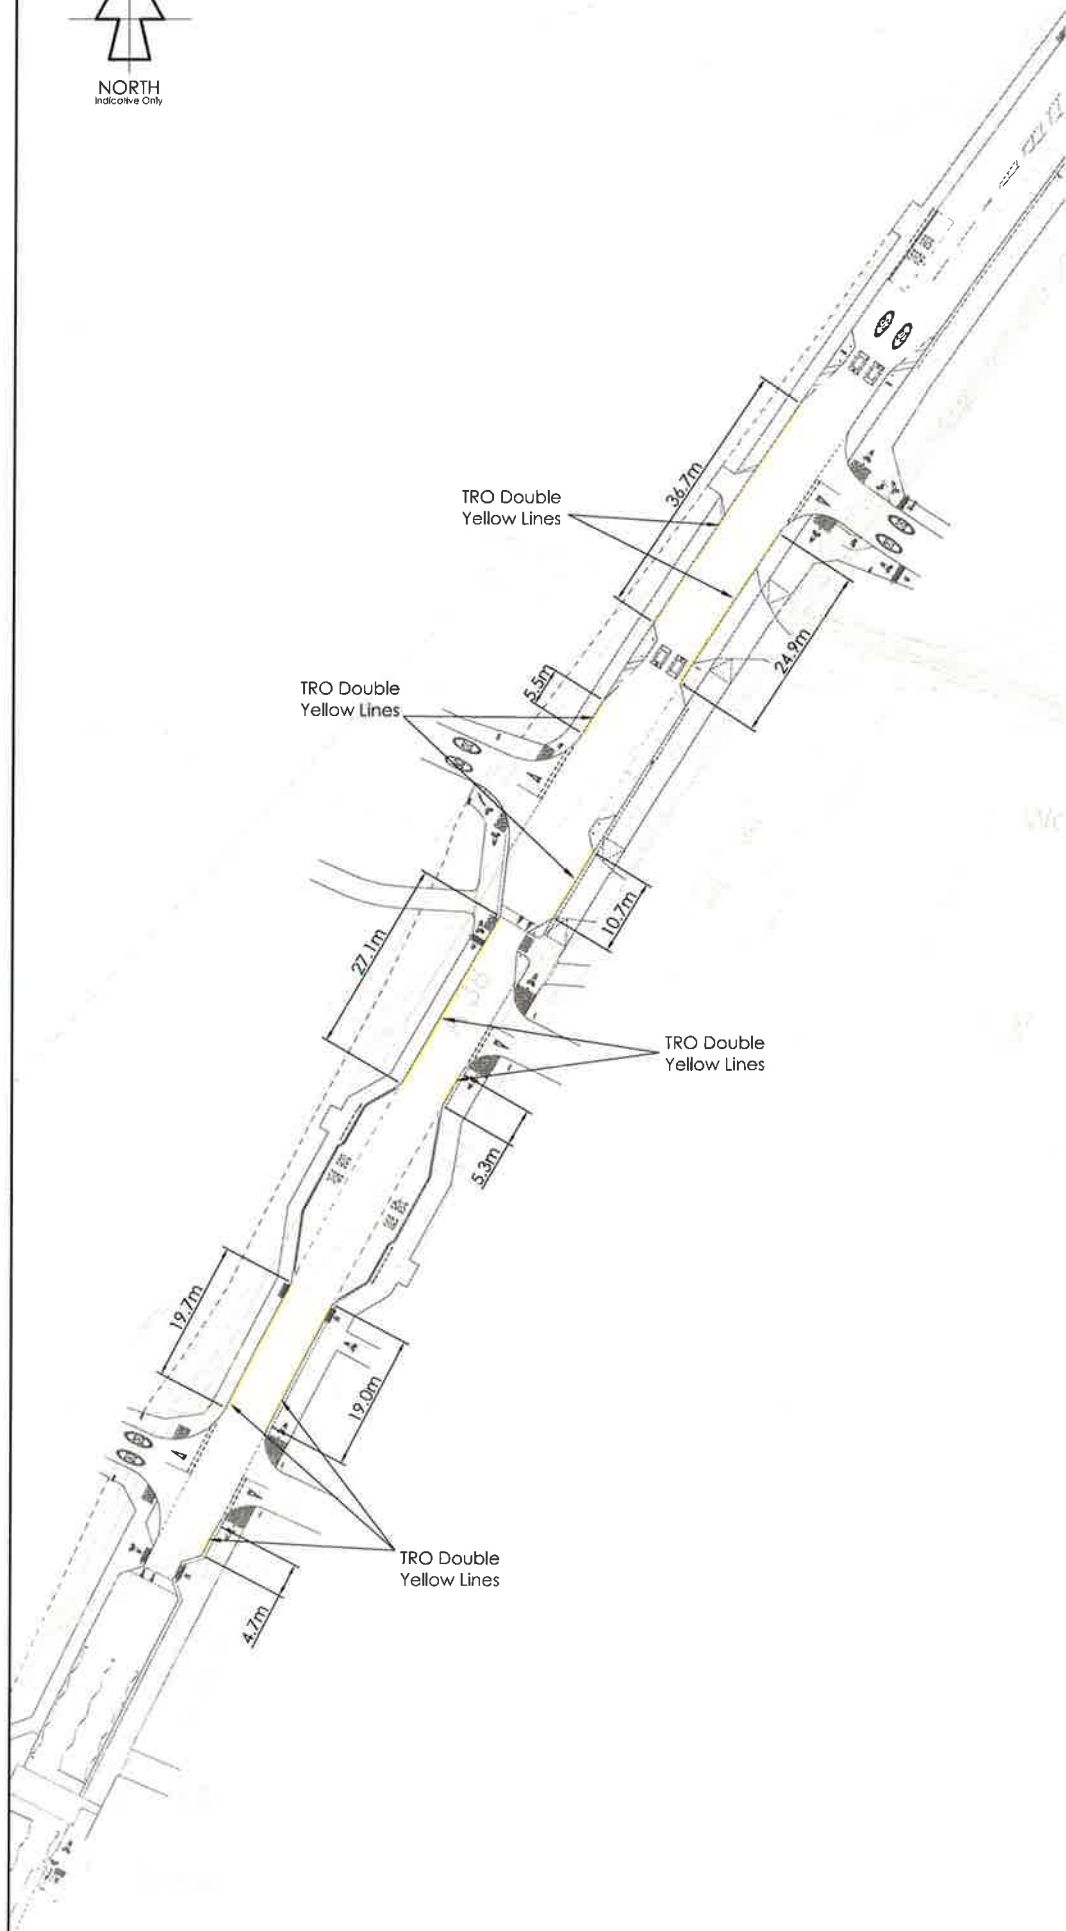 NORTH
Indicative Only
TRO Double
Yellow Lines
36.7m
24.9m
TRO Double
Yellow Lines
5.5m
10.7m
27.1m
TRO Double
Yellow Lines
5.3m
19.7m
19.0m
TRO Double
Yellow Lines
4.7m